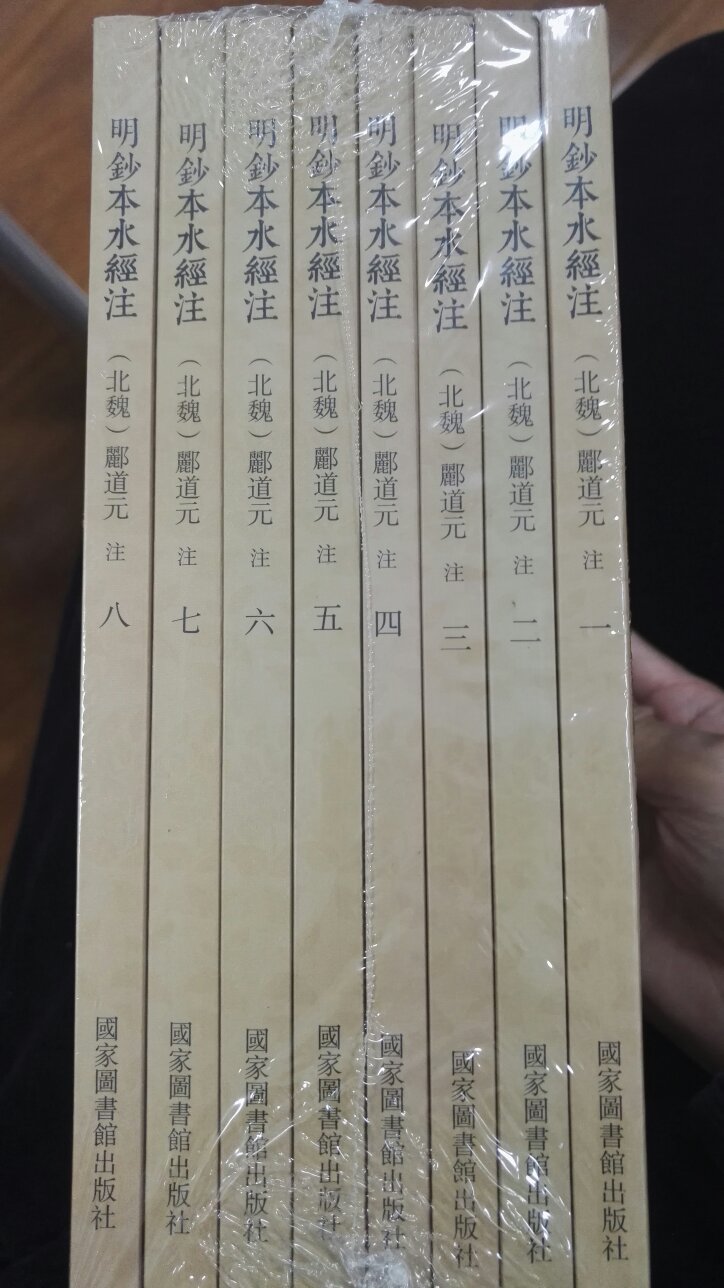 明鈔本水經注（北魏）酈道元 注 一 國家圖書館出版社
明鈔本水經注（北魏）酈道元 注 二 國家圖書館出版社
明鈔本水經注（北魏）酈道元 注 三 國家圖書館出版社
明鈔本水經注（北魏）酈道元 注 四 國家圖書館出版社
明鈔本水經注（北魏）酈道元 注 五 國家圖書館出版社
明鈔本水經注（北魏）酈道元 注 六 國家圖書館出版社
明鈔本水經注（北魏）酈道元 注 七 國家圖書館出版社
明鈔本水經注（北魏）酈道元 注 八 國家圖書館出版社